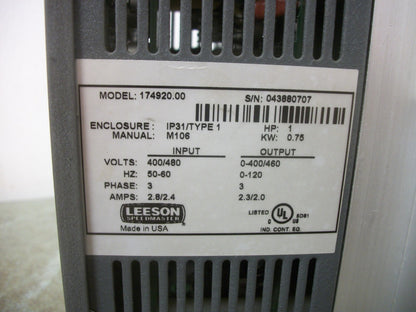 MODEL: 174920.00 S/N: 043880707
ENCLOSURE: IP31/TYPE 1 HP: 1
MANUAL: M106 KW: 0.75
INPUT OUTPUT
VOLTS: 400/480 0-400/460
HZ: 50-60 0-120
PHASE: 3 3
AMPS: 2.8/2.4 2.3/2.0
LEESON
SPEEDMASTER
Made in USA
LISTED UL 5D81
C US
IND. CONT. EQ.